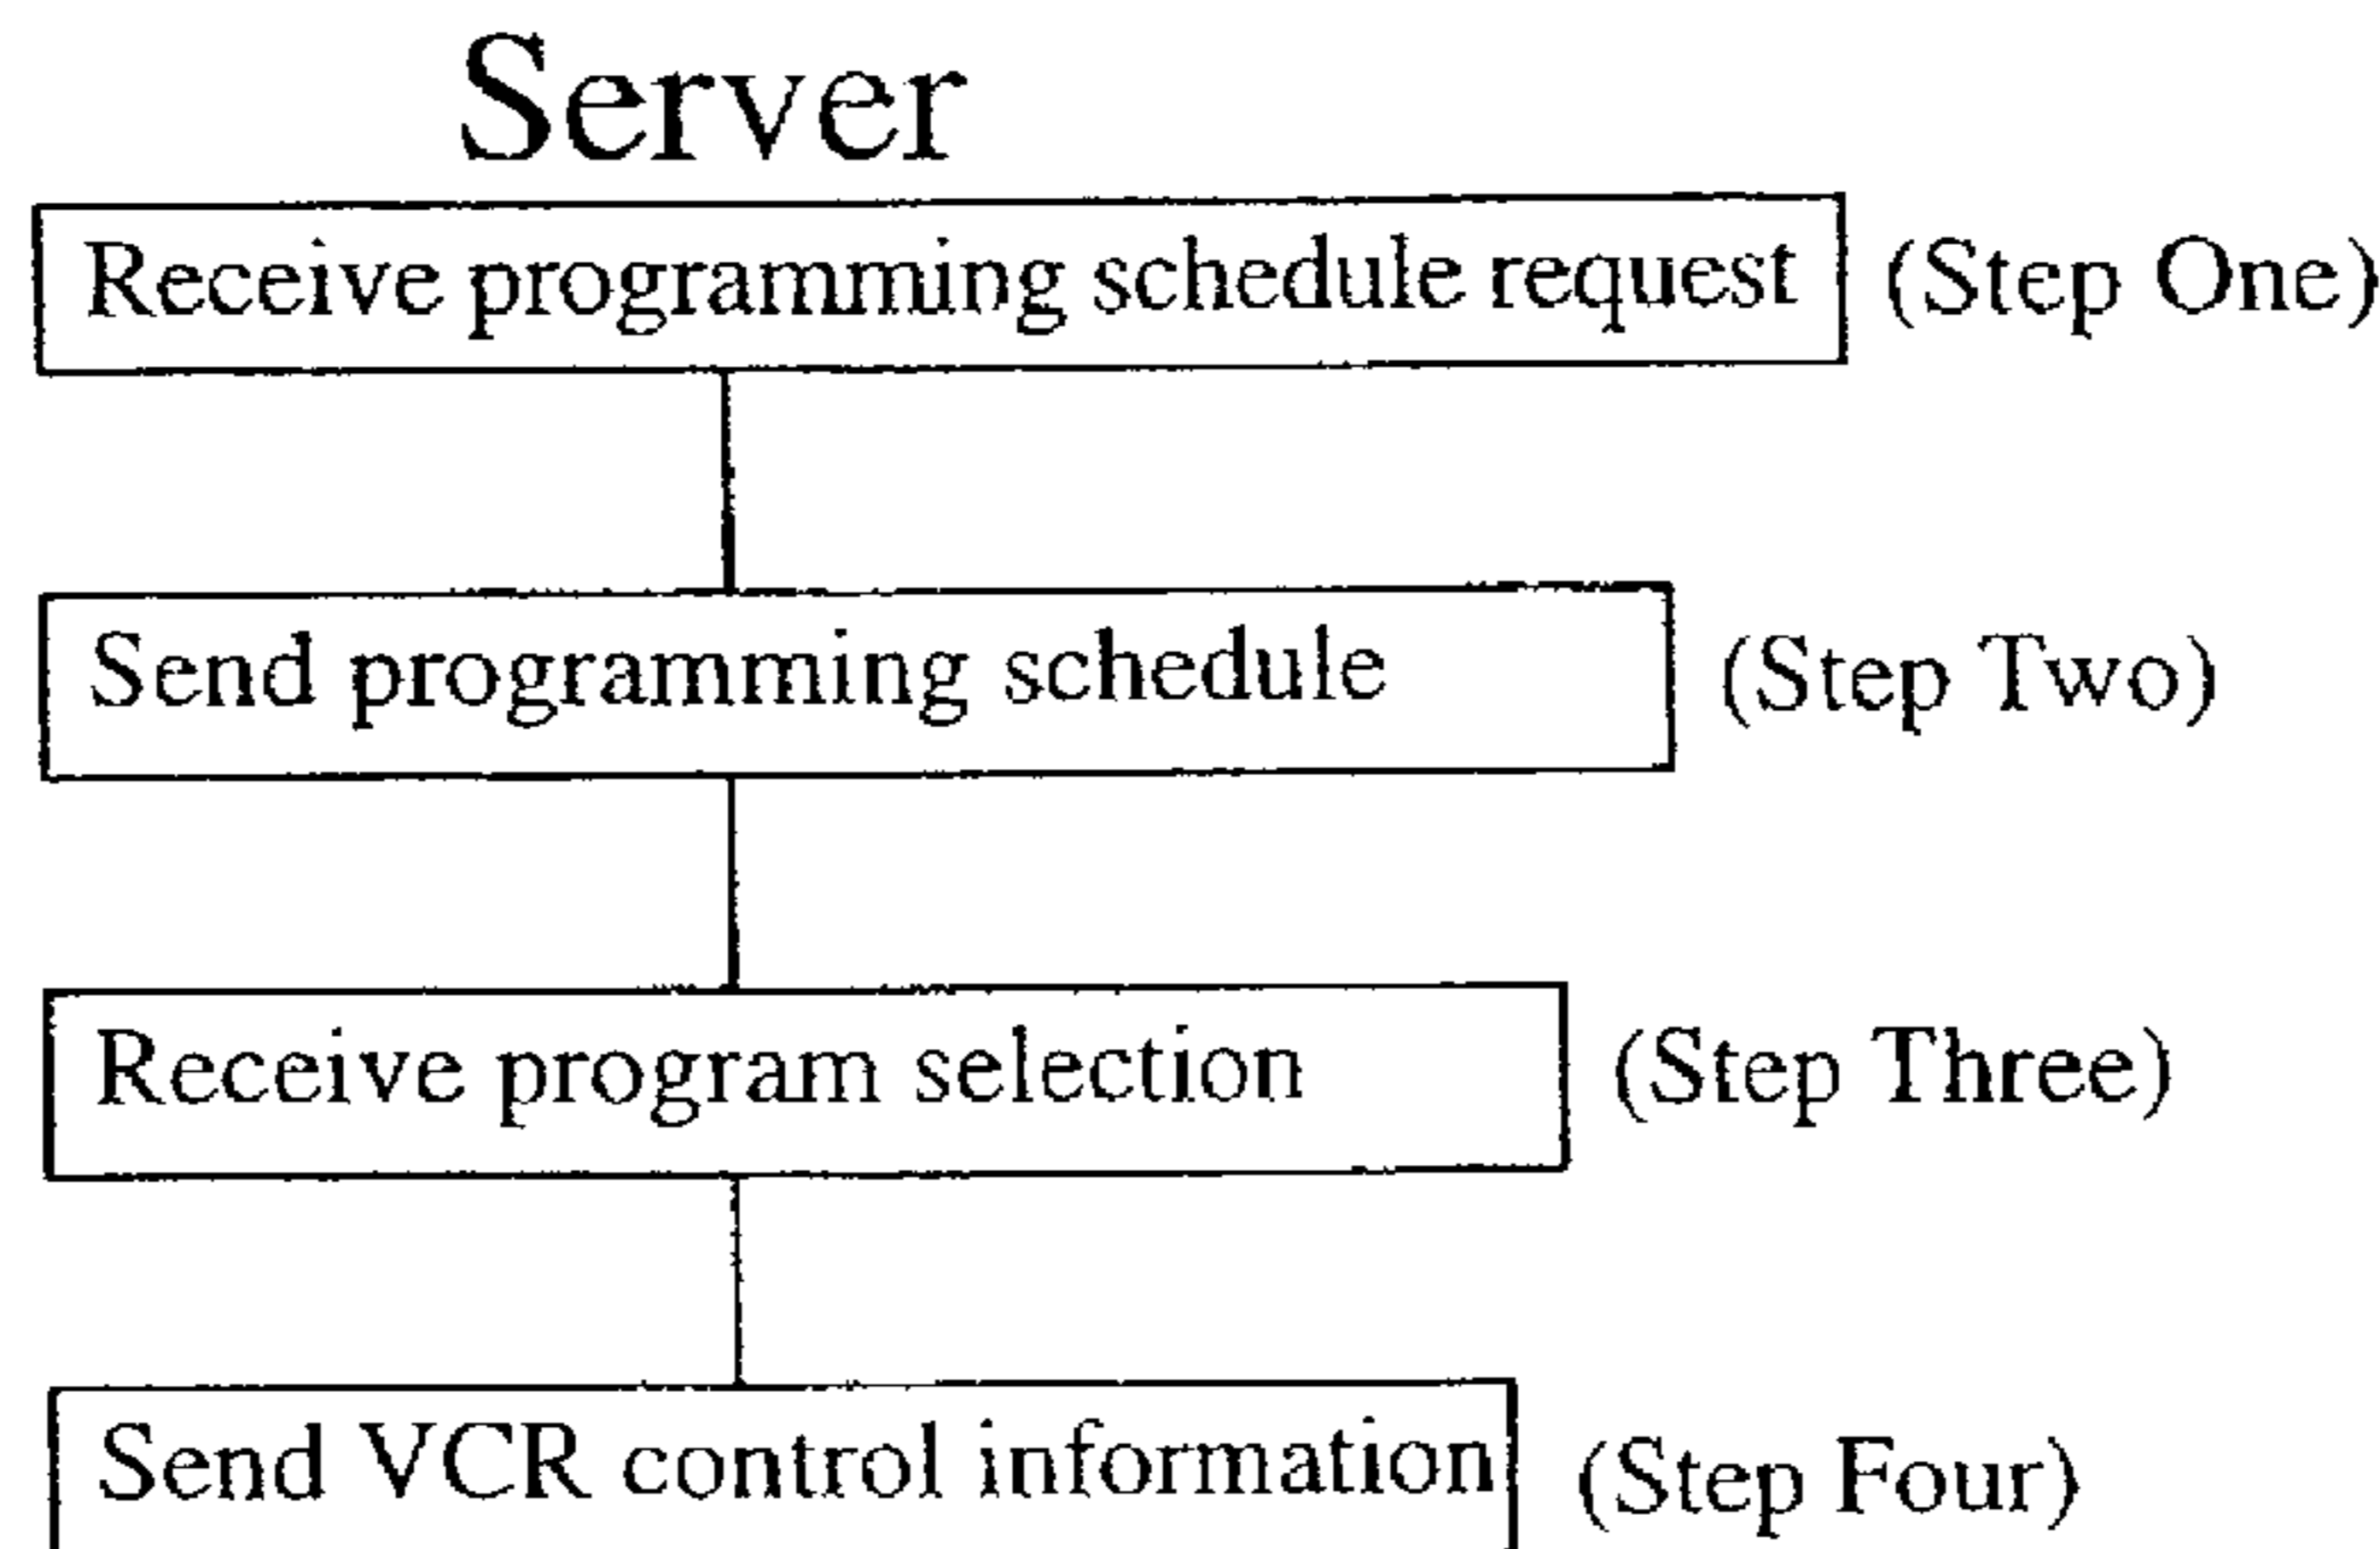 Server
Receive programming schedule request (Step One)
Send programming schedule (Step Two)
Receive program selection (Step Three)
Send VCR control information (Step Four)